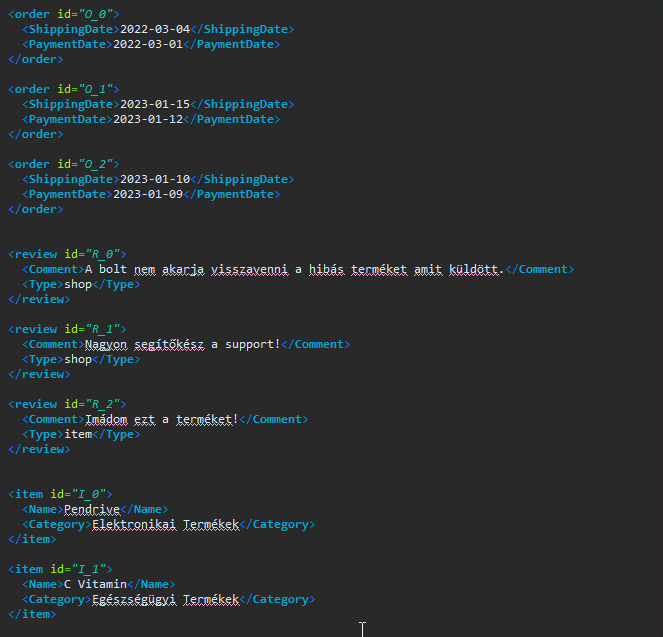 <order id="O_0">
<ShippingDate>2022-03-04</ShippingDate>
<PaymentDate>2022-03-01</PaymentDate>
</order>
<order id="O_1">
<ShippingDate>2023-01-15</ShippingDate>
<PaymentDate>2023-01-12</PaymentDate>
</order>
<order id="O_2">
<ShippingDate>2023-01-10</ShippingDate>
<PaymentDate>2023-01-09</PaymentDate>
</order>
<review id="R_0">
<Comment>A bolt nem akarja visszavenni a hibás terméket amit küldött.</Comment>
<Type>shop</Type>
</review>
<review id="R_1">
<Comment>Nagyon segítőkész a support!</Comment>
<Type>shop</Type>
</review>
<review id="R_2">
<Comment>Imádom ezt a terméket!</Comment>
<Type>item</Type>
</review>
<item id="I_0">
<Name>Pendrive</Name>
<Category>Elektronikai Termékek</Category>
</item>
<item id="I_1">
<Name>C Vitamin</Name>
<Category>Egészségügyi Termékek</Category>
</item>